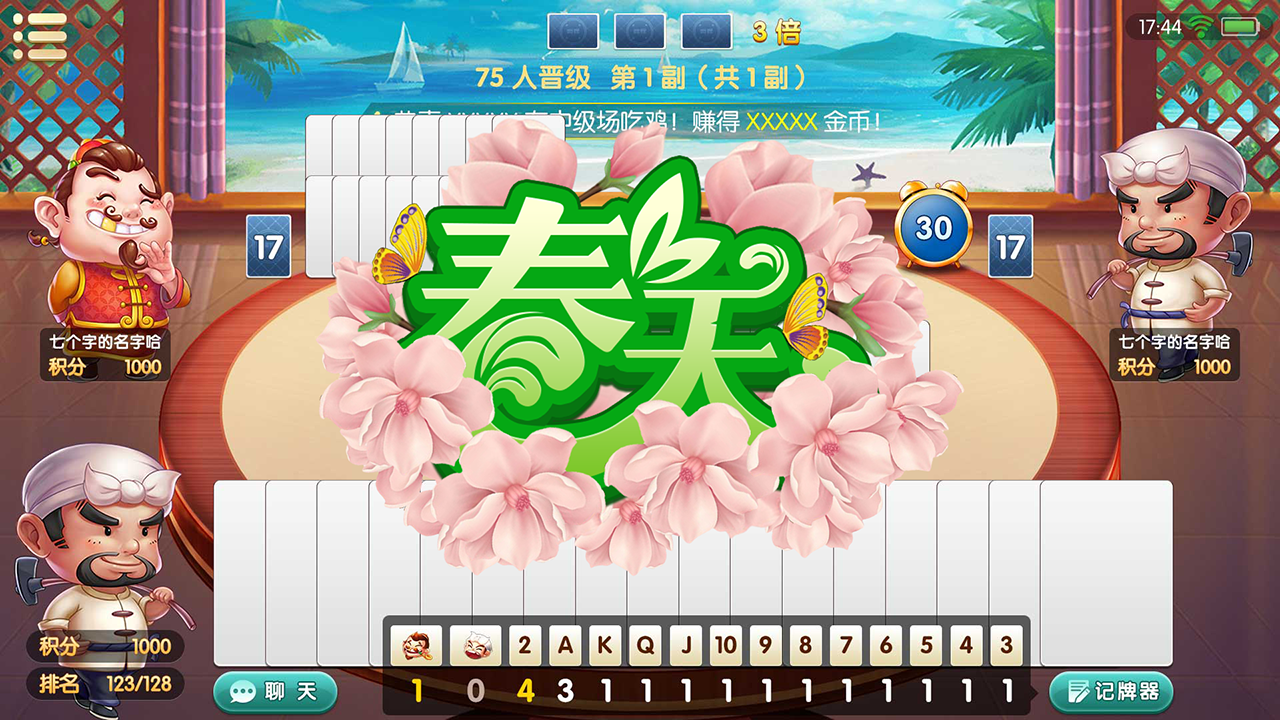 3 倍
17:44
75 人晋级 第1副（共1副）
中级场吃鸡！赚得 XXXXX 金币！
17
30
17
春天
七个字的名字哈
积分 1000
七个字的名字哈
积分 1000
积分 1000
排名 123/128
2 A K Q J 10 9 8 7 6 5 4 3
1 0 4 3 1 1 1 1 1 1 1 1 1 1 1
聊 天
记牌器